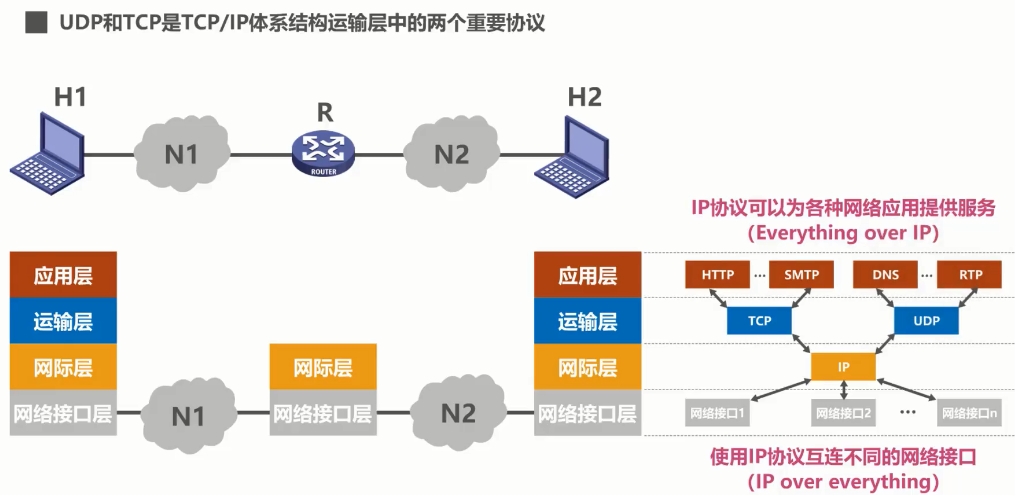 UDP和TCP是TCP/IP体系结构运输层中的两个重要协议
H1
R
H2
N1
ROUTER
N2
IP协议可以为各种网络应用提供服务
（Everything over IP）
应用层
应用层
HTTP
...
SMTP
DNS
...
RTP
运输层
运输层
TCP
UDP
网际层
网际层
网际层
IP
网络接口层
N1
网络接口层
N2
网络接口层
网络接口1
网络接口2
...
网络接口n
使用IP协议互连不同的网络接口
（IP over everything）